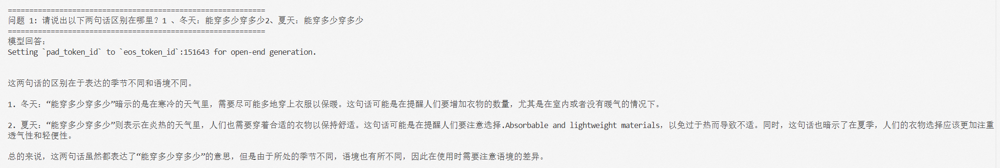 ============================================================
问题 1: 请说出以下两句话区别在哪里？1 、冬天：能穿多少穿多少2、夏天：能穿多少穿多少
============================================================
模型回答：
Setting `pad_token_id` to `eos_token_id`:151643 for open-end generation.
这两句话的区别在于表达的季节不同和语境不同。
1. 冬天：“能穿多少穿多少”暗示的是在寒冷的天气里，需要尽可能多地穿上衣服以保暖。这句话可能是在提醒人们要增加衣物的数量，尤其是在室内或者没有暖气的情况下。
2. 夏天：“能穿多少穿多少”则表示在炎热的天气里，人们也需要穿着合适的衣物以保持舒适。这句话可能是在提醒人们要注意选择.Absorbable and lightweight materials，以免过于热而导致不适。同时，这句话也暗示了在夏季，人们的衣物选择应该更加注重
透气性和轻便性。
总的来说，这两句话虽然都表达了“能穿多少穿多少”的意思，但是由于所处的季节不同，语境也有所不同，因此在使用时需要注意语境的差异。